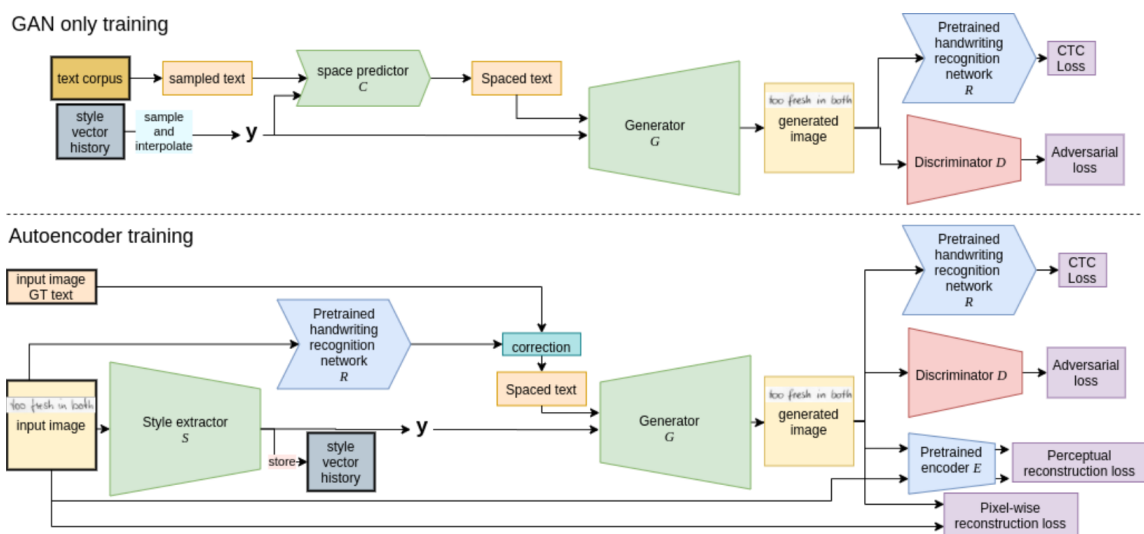 GAN only training
text corpus
sampled text
space predictor
C
Spaced text
style
vector
history
sample
and
interpolate
y
Generator
G
too fresh in both
generated
image
Pretrained
handwriting
recognition
network
R
CTC
Loss
Discriminator D
Adversarial
loss
Autoencoder training
input image
GT text
Pretrained
handwriting
recognition
network
R
correction
Spaced text
too fresh in both
input image
Style extractor
S
store
style
vector
history
y
Generator
G
too fresh in both
generated
image
Pretrained
handwriting
recognition
network
R
CTC
Loss
Discriminator D
Adversarial
loss
Pretrained
encoder E
Perceptual
reconstruction loss
Pixel-wise
reconstruction loss